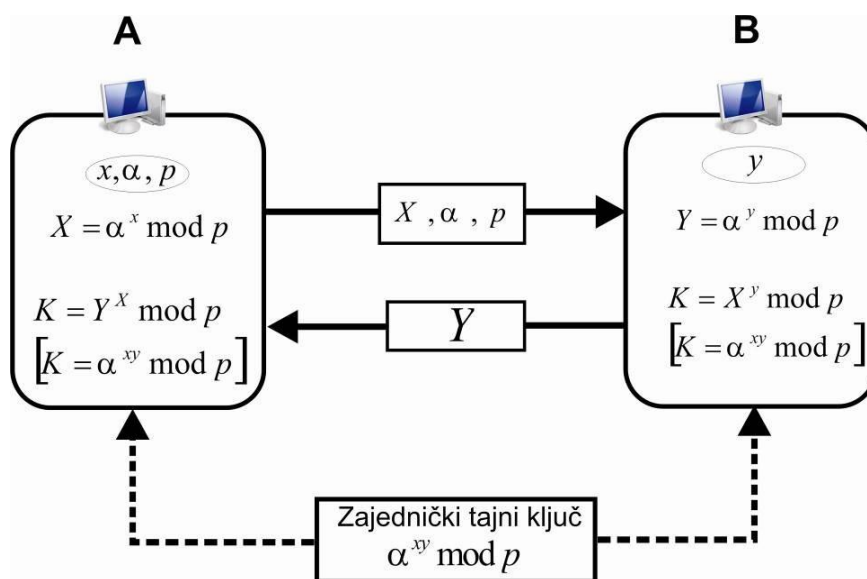 A
B
x, α, p
X = α^x mod p
K = Y^X mod p
[K = α^{xy} mod p]
X , α , p
Y
y
Y = α^y mod p
K = X^y mod p
[K = α^{xy} mod p]
Zajednički tajni ključ
α^{xy} mod p